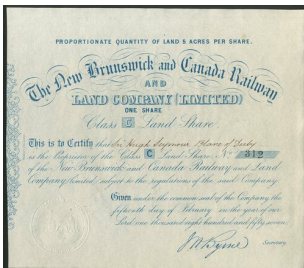 PROPORTIONATE QUANTITY OF LAND 5 ACRES PER SHARE.
The New Brunswick and Canada Railway
AND
LAND COMPANY (LIMITED)
ONE SHARE
Class C Land Share.
This is to Certify that Sir Hugh Seymour
is the Proprietor of the Class C Land Share No 312
of the New Brunswick and Canada Railway and Land
Company limited, subject to the regulations of the said Company.
Given under the common seal of the Company, the
fifteenth day of February in the year of our
Lord one thousand eight hundred and fifty seven.
Secretary